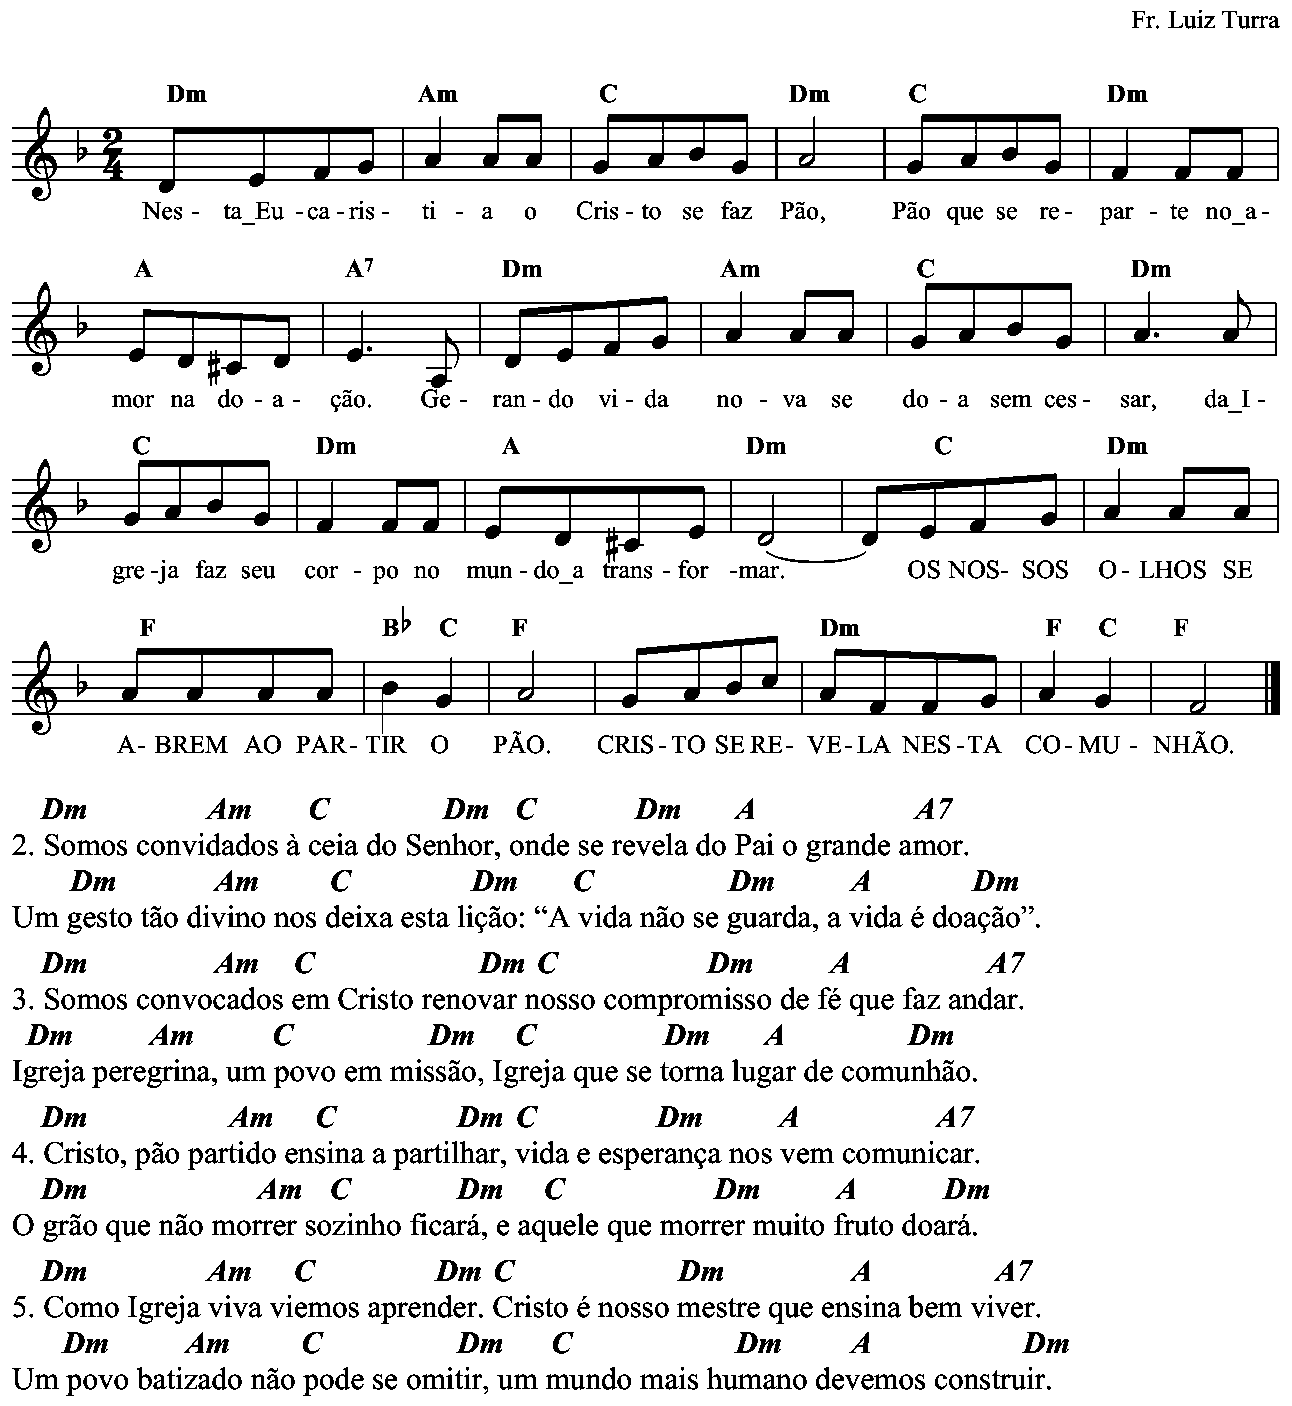 Fr. Luiz Turra
Dm Am C Dm C Dm
Nes- ta_Eu -ca-ris- ti - a o Cris-to se faz Pão, Pão que se re- par - te no_a-
A A7 Dm Am C Dm
mor na do-a- ção. Ge- ran-do vi-da no - va se do-a sem ces- sar, da_I-
C Dm A Dm C Dm
gre-ja faz seu cor-po no mun-do_a trans-for -mar. OS NOS- SOS O-LHOS SE
F B♭ C F Dm F C F
A- BREM AO PAR- TIR O PÃO. CRIS-TO SE RE- VE-LA NES-TA CO-MU - NHÃO.
Dm Am C Dm C Dm A A7
2. Somos convidados à ceia do Senhor, onde se revela do Pai o grande amor.
Dm Am C Dm C Dm A Dm
Um gesto tão divino nos deixa esta lição: “A vida não se guarda, a vida é doação”.
Dm Am C Dm C Dm A A7
3. Somos convocados em Cristo renovar nosso compromisso de fé que faz andar.
Dm Am C Dm C Dm A Dm
Igreja peregrina, um povo em missão, Igreja que se torna lugar de comunhão.
Dm Am C Dm C Dm A A7
4. Cristo, pão partido ensina a partilhar, vida e esperança nos vem comunicar.
Dm Am C Dm C Dm A Dm
O grão que não morrer sozinho ficará, e aquele que morrer muito fruto doará.
Dm Am C Dm C Dm A A7
5. Como Igreja viva viemos aprender. Cristo é nosso mestre que ensina bem viver.
Dm Am C Dm C Dm A Dm
Um povo batizado não pode se omitir, um mundo mais humano devemos construir.